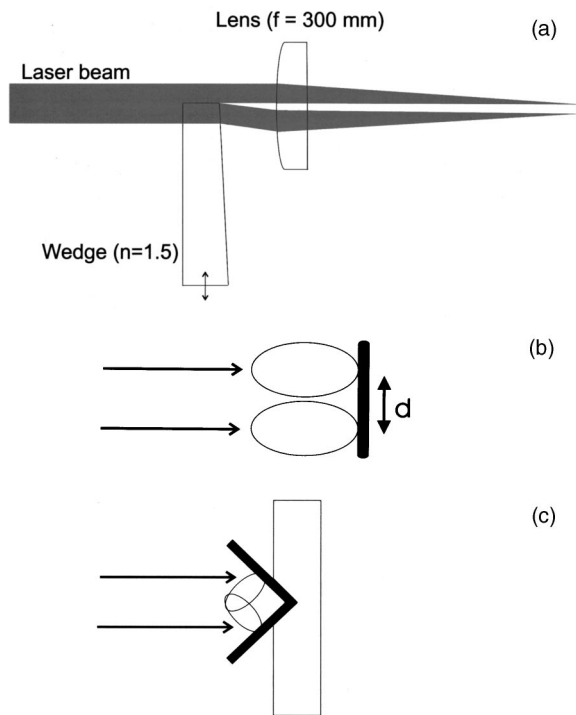 Lens (f = 300 mm)
(a)
Laser beam
Wedge (n=1.5)
(b)
d
(c)